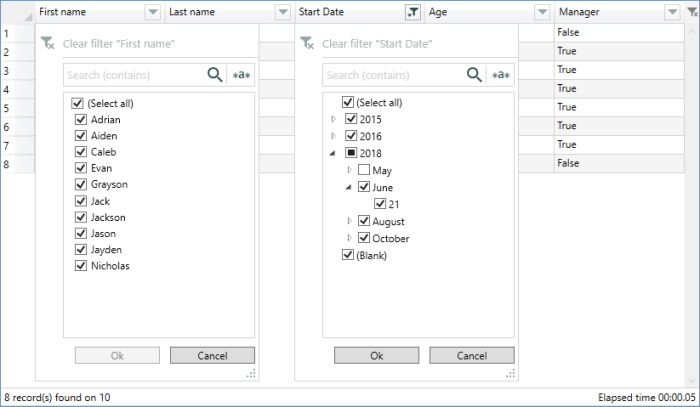 First name Last name Start Date Age Manager
1 False
2 True
3 True
4 True
5 True
6 True
7 True
8 False
Clear filter "First name"
Search (contains) *a*
(Select all)
Adrian
Aiden
Caleb
Evan
Grayson
Jack
Jackson
Jason
Jayden
Nicholas
Ok Cancel
Clear filter "Start Date"
Search (contains) *a*
(Select all)
2015
2016
2018
May
June
21
August
October
(Blank)
Ok Cancel
8 record(s) found on 10 Elapsed time 00:00.05